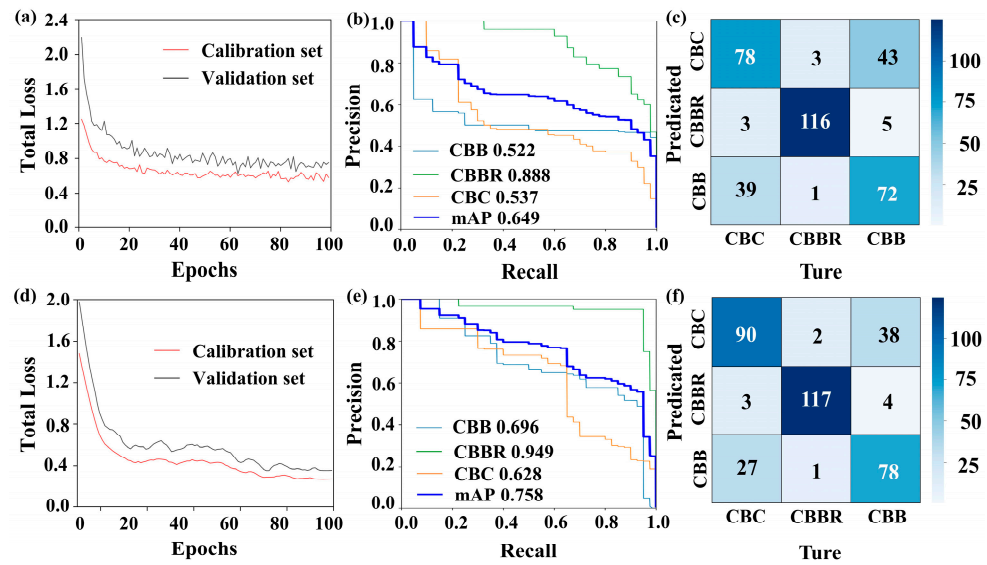 (a)
2.4
2.0
1.6
1.2
0.8
0.4
0.0
Total Loss
Calibration set
Validation set
0 20 40 60 80 100
Epochs
(b)
1.0
0.8
0.6
0.4
0.2
0.0
Precision
CBB 0.522
CBBR 0.888
CBC 0.537
mAP 0.649
0.0 0.2 0.4 0.6 0.8 1.0
Recall
(c)
Predicated
CBC
CBBR
CBB
78 3 43
3 116 5
39 1 72
CBC CBBR CBB
Ture
100
75
50
25
(d)
2.0
1.6
1.2
0.8
0.4
0.0
Total Loss
Calibration set
Validation set
0 20 40 60 80 100
Epochs
(e)
1.0
0.8
0.6
0.4
0.2
0.0
Precision
CBB 0.696
CBBR 0.949
CBC 0.628
mAP 0.758
0.0 0.2 0.4 0.6 0.8 1.0
Recall
(f)
Predicated
CBC
CBBR
CBB
90 2 38
3 117 4
27 1 78
CBC CBBR CBB
Ture
100
75
50
25